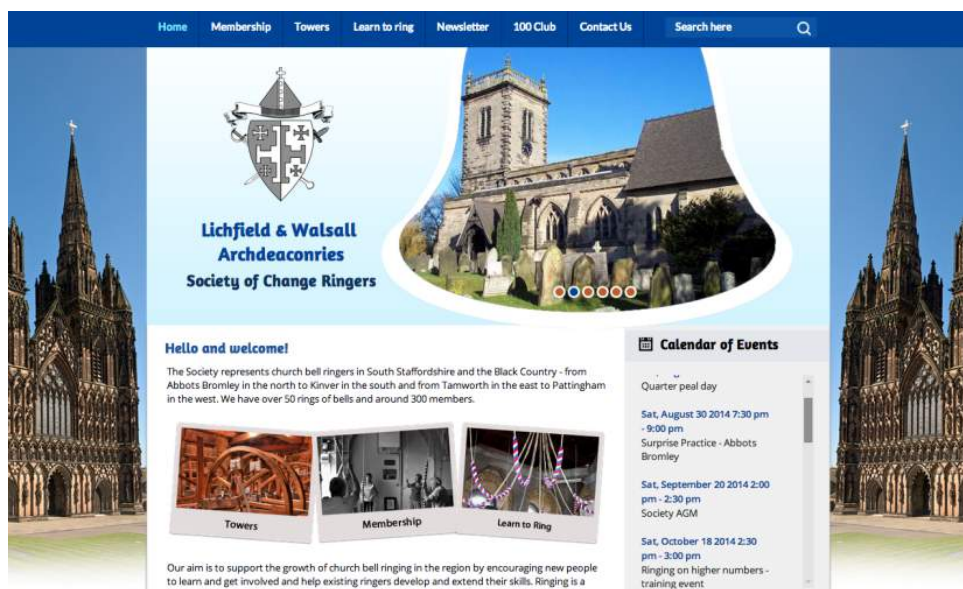 Home Membership Towers Learn to ring Newsletter 100 Club Contact Us Search here
Lichfield & Walsall
Archdeaconries
Society of Change Ringers
Hello and welcome!
The Society represents church bell ringers in South Staffordshire and the Black Country - from
Abbots Bromley in the north to Kinver in the south and from Tamworth in the east to Pattingham
in the west. We have over 50 rings of bells and around 300 members.
Towers
Membership
Learn to Ring
Our aim is to support the growth of church bell ringing in the region by encouraging new people
to learn and get involved and help existing ringers develop and extend their skills. Ringing is a
Calendar of Events
Quarter peal day
Sat, August 30 2014 7:30 pm
- 9:00 pm
Surprise Practice - Abbots
Bromley
Sat, September 20 2014 2:00
pm - 2:30 pm
Society AGM
Sat, October 18 2014 2:30
pm - 3:00 pm
Ringing on higher numbers -
training event